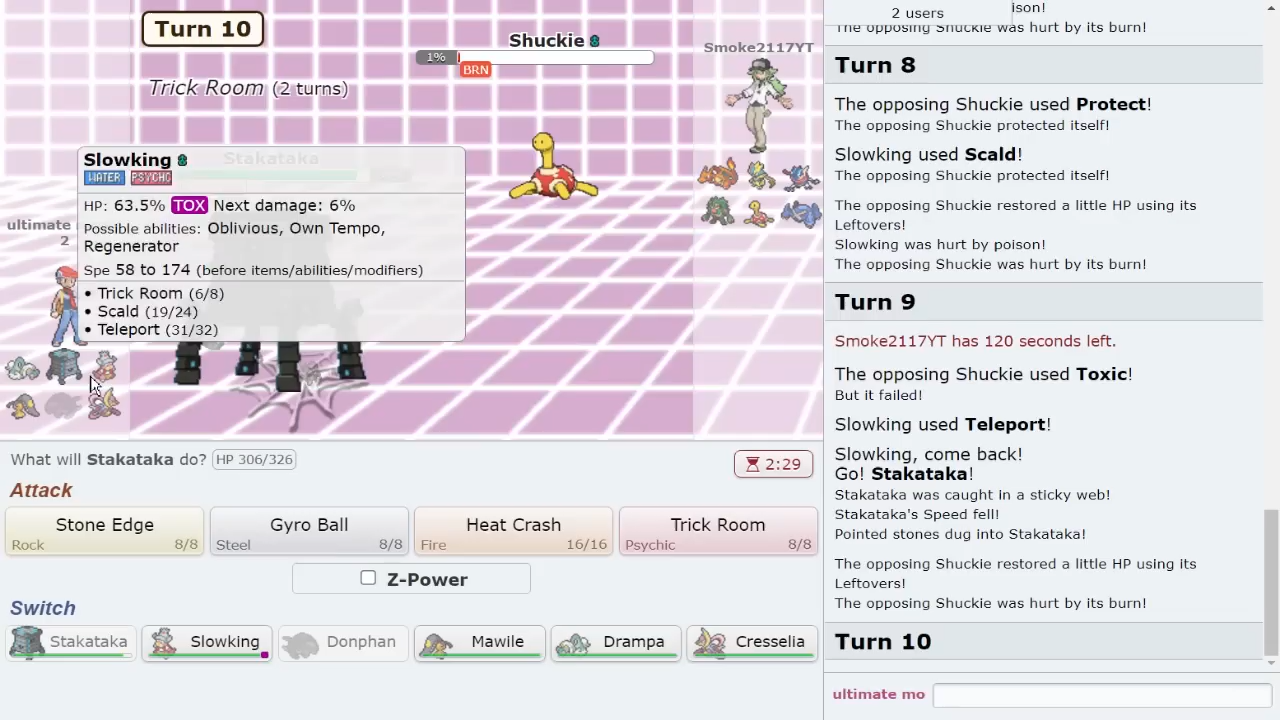 Turn 10
Trick Room (2 turns)
Shuckie
1%
BRN
Smoke2117YT
Stakataka
Slowking
WATER PSYCHC
HP: 63.5% TOX Next damage: 6%
Possible abilities: Oblivious, Own Tempo,
Regenerator
Spe 58 to 174 (before items/abilities/modifiers)
• Trick Room (6/8)
• Scald (19/24)
• Teleport (31/32)
ultimate
2
What will Stakataka do? HP 306/326
2:29
Attack
Stone Edge
Rock 8/8
Gyro Ball
Steel 8/8
Heat Crash
Fire 16/16
Trick Room
Psychic 8/8
Z-Power
Switch
Stakataka
Slowking
Donphan
Mawile
Drampa
Cresselia
2 users
ison!
The opposing Shuckie was hurt by its burn!
Turn 8
The opposing Shuckie used Protect!
The opposing Shuckie protected itself!
Slowking used Scald!
The opposing Shuckie protected itself!
The opposing Shuckie restored a little HP using its
Leftovers!
Slowking was hurt by poison!
The opposing Shuckie was hurt by its burn!
Turn 9
Smoke2117YT has 120 seconds left.
The opposing Shuckie used Toxic!
But it failed!
Slowking used Teleport!
Slowking, come back!
Go! Stakataka!
Stakataka was caught in a sticky web!
Stakataka's Speed fell!
Pointed stones dug into Stakataka!
The opposing Shuckie restored a little HP using its
Leftovers!
The opposing Shuckie was hurt by its burn!
Turn 10
ultimate mo